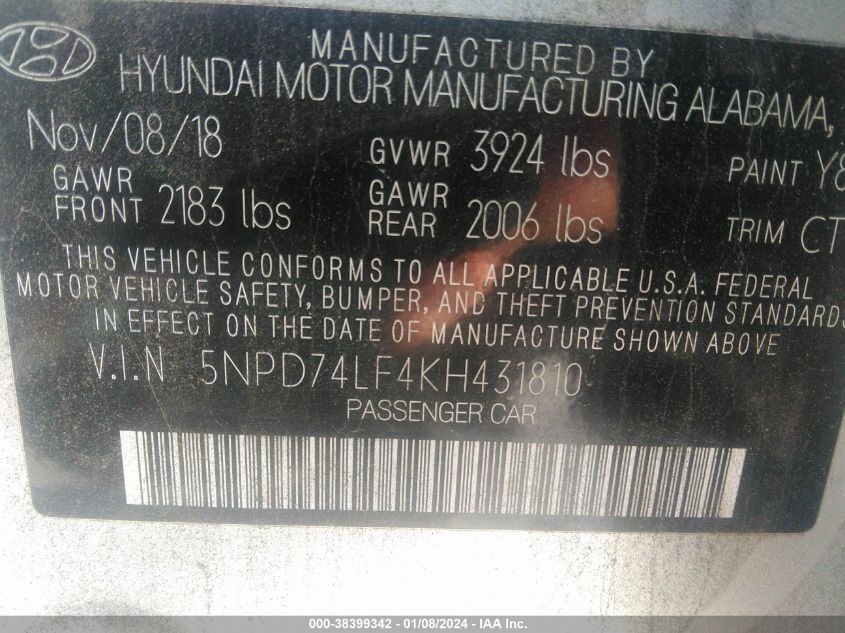 MANUFACTURED BY
HYUNDAI MOTOR MANUFACTURING ALABAMA,
Nov/08/18 GVWR 3924 lbs PAINT Y8
GAWR FRONT 2183 lbs GAWR REAR 2006 lbs TRIM CT
THIS VEHICLE CONFORMS TO ALL APPLICABLE U.S.A. FEDERAL
MOTOR VEHICLE SAFETY, BUMPER, AND THEFT PREVENTION STANDARDS
IN EFFECT ON THE DATE OF MANUFACTURE SHOWN ABOVE
V.I.N 5NPD74LF4KH431810
PASSENGER CAR
000-38399342 - 01/08/2024 - IAA Inc.